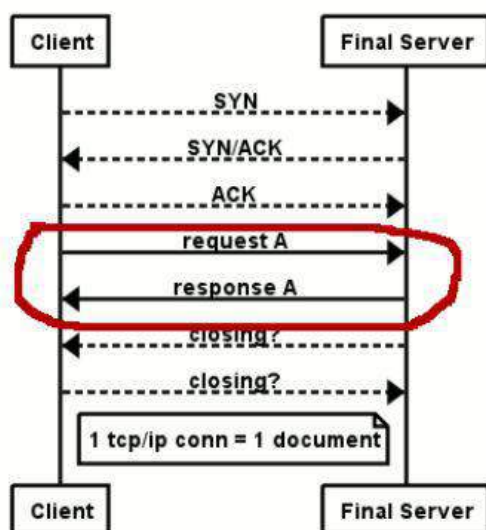 Client Final Server
SYN
SYN/ACK
ACK
request A
response A
closing?
closing?
1 tcp/ip conn = 1 document
Client Final Server